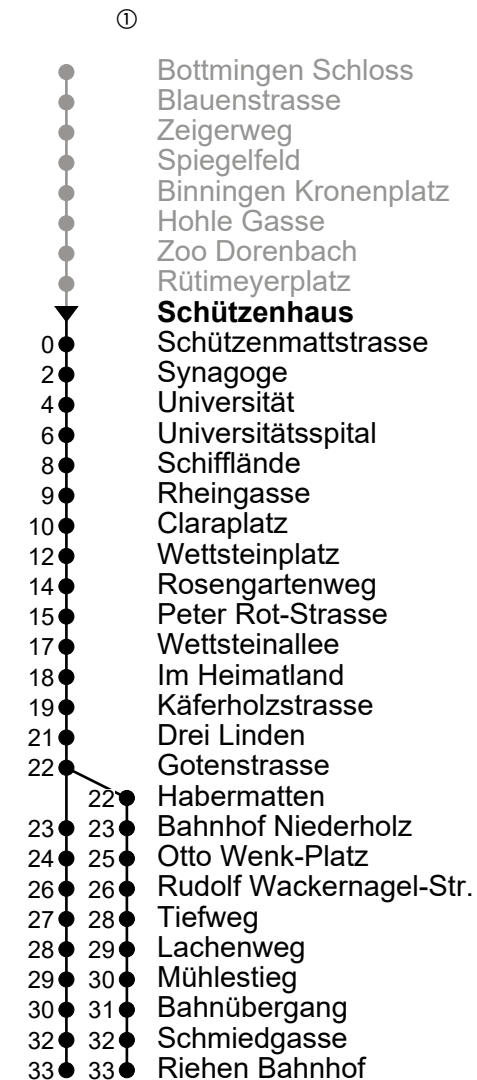 ①
Bottmingen Schloss
Blauenstrasse
Zeigerweg
Spiegelfeld
Binningen Kronenplatz
Hohle Gasse
Zoo Dorenbach
Rütimeyerplatz
Schützenhaus
0 Schützenmattstrasse
2 Synagoge
4 Universität
6 Universitätsspital
8 Schifflände
9 Rheingasse
10 Claraplatz
12 Wettsteinplatz
14 Rosengartenweg
15 Peter Rot-Strasse
17 Wettsteinallee
18 Im Heimatland
19 Käferholzstrasse
21 Drei Linden
22 Gotenstrasse
22 Habermatten
23 23 Bahnhof Niederholz
24 25 Otto Wenk-Platz
26 26 Rudolf Wackernagel-Str.
27 28 Tiefweg
28 29 Lachenweg
29 30 Mühlestieg
30 31 Bahnübergang
32 32 Schmiedgasse
33 33 Riehen Bahnhof